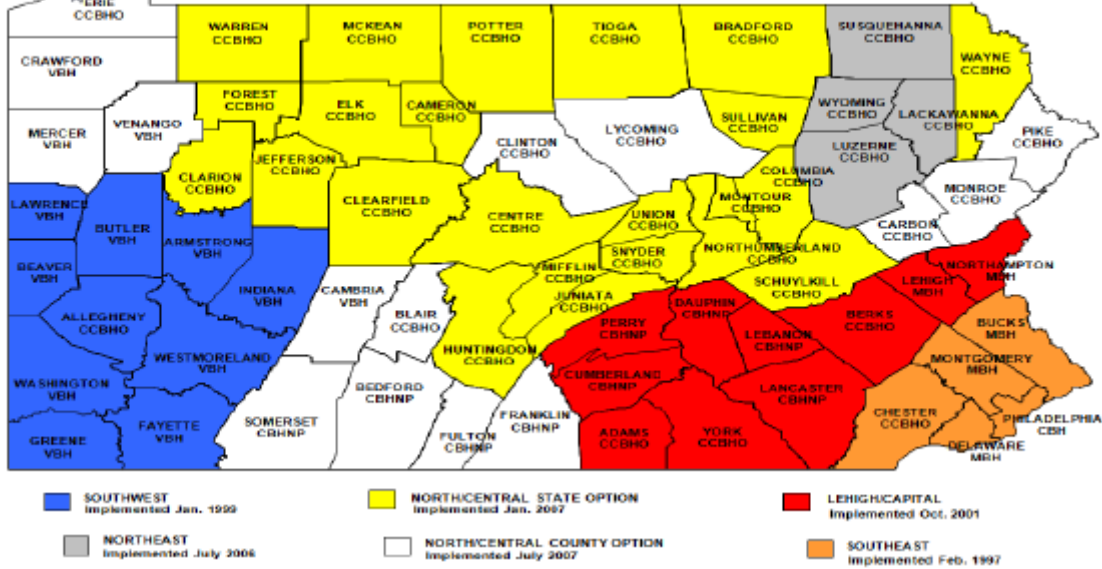 ERIE
CCBHO
WARREN
CCBHO
MCKEAN
CCBHO
POTTER
CCBHO
TIOGA
CCBHO
BRADFORD
CCBHO
SUSQUEHANNA
CCBHO
WAYNE
CCBHO
CRAWFORD
VBH
FOREST
CCBHO
ELK
CCBHO
CAMERON
CCBHO
SULLIVAN
CCBHO
WYOMING
CCBHO
LACKAWANNA
CCBHO
PIKE
CCBHO
MERCER
VBH
VENANGO
VBH
CLINTON
CCBHO
LYCOMING
CCBHO
LUZERNE
CCBHO
JEFFERSON
CCBHO
CLARION
CCBHO
COLUMBIA
CCBHO
MONROE
CCBHO
LAWRENCE
VBH
BUTLER
VBH
ARMSTRONG
VBH
CLEARFIELD
CCBHO
CENTRE
CCBHO
UNION
CCBHO
MONTOUR
CCBHO
CARBON
CCBHO
BEAVER
VBH
INDIANA
VBH
SNYDER
CCBHO
NORTHUMBERLAND
CCBHO
NORTHAMPTON
MBH
CAMBRIA
VBH
MIFFLIN
CCBHO
SCHUYLKILL
CCBHO
LEHIGH
MBH
ALLEGHENY
CCBHO
BLAIR
CCBHO
JUNIATA
CCBHO
DAUPHIN
CBHNP
BERKS
CCBHO
BUCKS
MBH
PERRY
CBHNP
LEBANON
CBHNP
WESTMORELAND
VBH
HUNTINGDON
CCBHO
MONTGOMERY
MBH
WASHINGTON
VBH
BEDFORD
CBHNP
CUMBERLAND
CBHNP
LANCASTER
CBHNP
SOMERSET
CBHNP
FRANKLIN
CBHNP
CHESTER
CCBHO
PHILADELPHIA
CBH
GREENE
VBH
FAYETTE
VBH
FULTON
CBHNP
ADAMS
CCBHO
YORK
CCBHO
DELAWARE
MBH
SOUTHWEST
Implemented Jan. 1999
NORTH/CENTRAL STATE OPTION
Implemented Jan. 2007
LEHIGH/CAPITAL
Implemented Oct. 2001
NORTHEAST
Implemented July 2006
NORTH/CENTRAL COUNTY OPTION
Implemented July 2007
SOUTHEAST
Implemented Feb. 1997